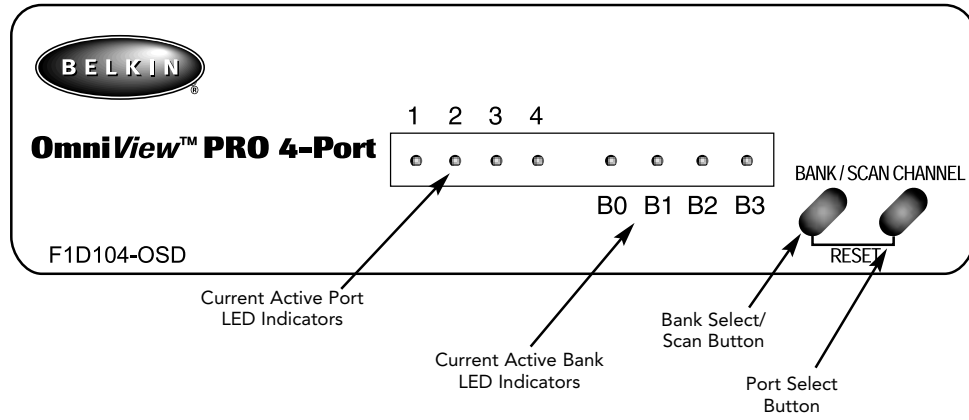 BELKIN
®
1 2 3 4
OmniView™ PRO 4-Port
BANK / SCAN CHANNEL
B0 B1 B2 B3
F1D104-OSD
RESET
Current Active Port
LED Indicators
Bank Select/
Scan Button
Current Active Bank
LED Indicators
Port Select
Button